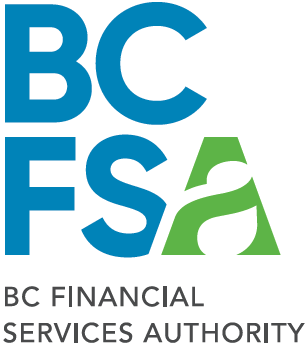 BC
FSA
BC FINANCIAL
SERVICES AUTHORITY